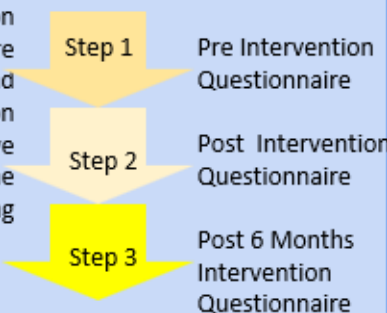 Step 1
Pre Intervention
Questionnaire
Step 2
Post Intervention
Questionnaire
Step 3
Post 6 Months
Intervention
Questionnaire